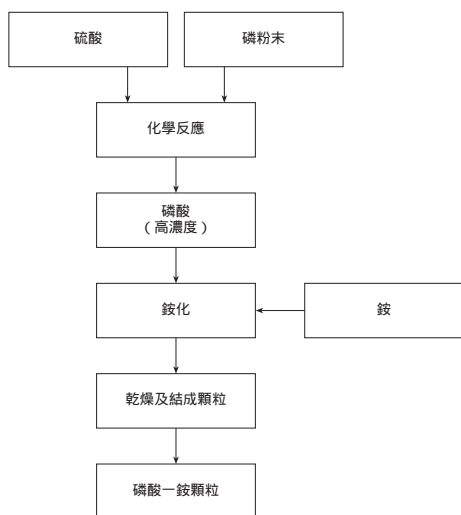 硫酸
磷粉末
化學反應
磷酸
（高濃度）
銨化
銨
乾燥及結成顆粒
磷酸一銨顆粒